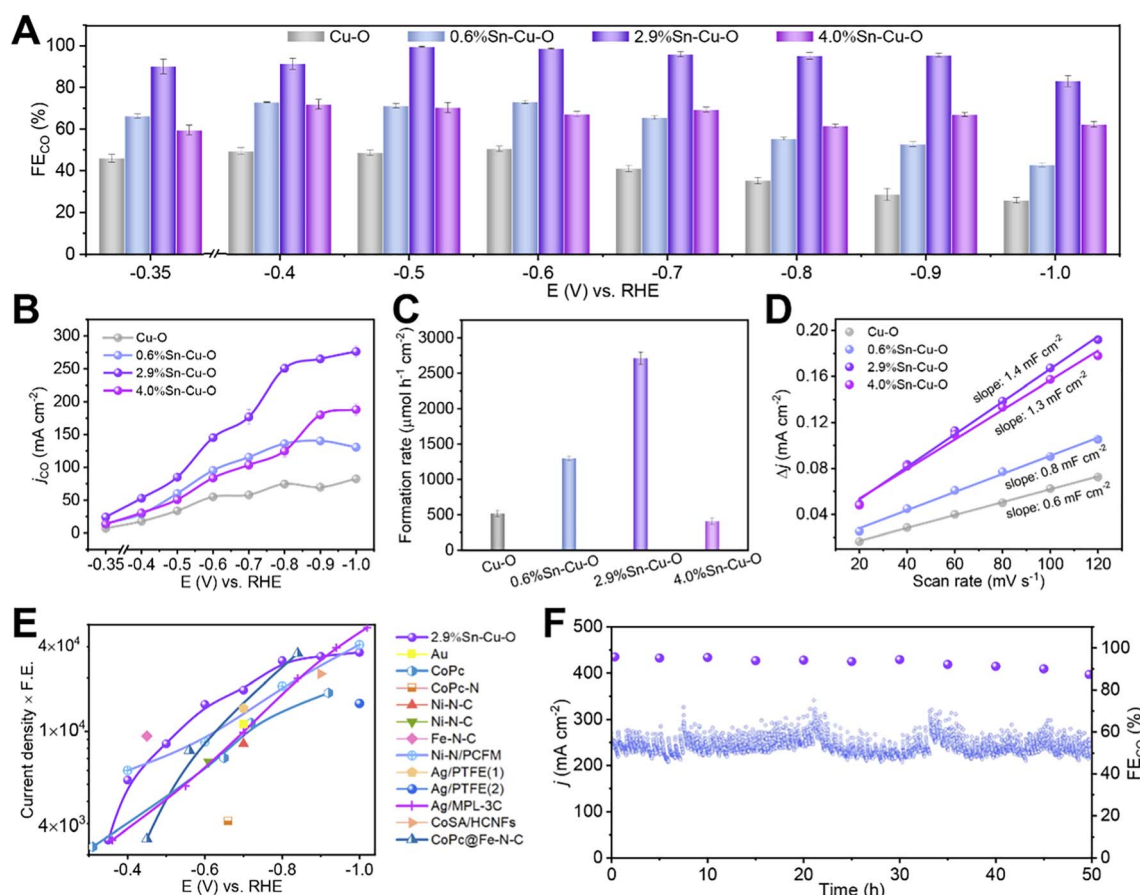 A
Cu-O 0.6%Sn-Cu-O 2.9%Sn-Cu-O 4.0%Sn-Cu-O
FE_CO (%)
100
80
60
40
20
0
-0.35 -0.4 -0.5 -0.6 -0.7 -0.8 -0.9 -1.0
E (V) vs. RHE
B
Cu-O
0.6%Sn-Cu-O
2.9%Sn-Cu-O
4.0%Sn-Cu-O
j_CO (mA cm⁻²)
300
250
200
150
100
50
0
-0.35 -0.4 -0.5 -0.6 -0.7 -0.8 -0.9 -1.0
E (V) vs. RHE
C
Formation rate (μmol h⁻¹ cm⁻²)
3000
2500
2000
1500
1000
500
0
Cu-O 0.6%Sn-Cu-O 2.9%Sn-Cu-O 4.0%Sn-Cu-O
D
Cu-O
0.6%Sn-Cu-O
2.9%Sn-Cu-O
4.0%Sn-Cu-O
slope: 1.4 mF cm⁻²
slope: 1.3 mF cm⁻²
slope: 0.8 mF cm⁻²
slope: 0.6 mF cm⁻²
Δj (mA cm⁻²)
0.20
0.16
0.12
0.08
0.04
20 40 60 80 100 120
Scan rate (mV s⁻¹)
E
Current density × F.E.
4×10⁴
1×10⁴
4×10³
-0.4 -0.6 -0.8 -1.0
E (V) vs. RHE
2.9%Sn-Cu-O
Au
CoPc
CoPc-N
Ni-N-C
Ni-N-C
Fe-N-C
Ni-N/PCFM
Ag/PTFE(1)
Ag/PTFE(2)
Ag/MPL-3C
CoSA/HCNFs
CoPc@Fe-N-C
F
j (mA cm⁻²)
500
450
400
350
300
250
200
100
0
FE_CO (%)
100
80
60
40
20
0
0 5 10 15 20 25 30 35 40 45 50
Time (h)